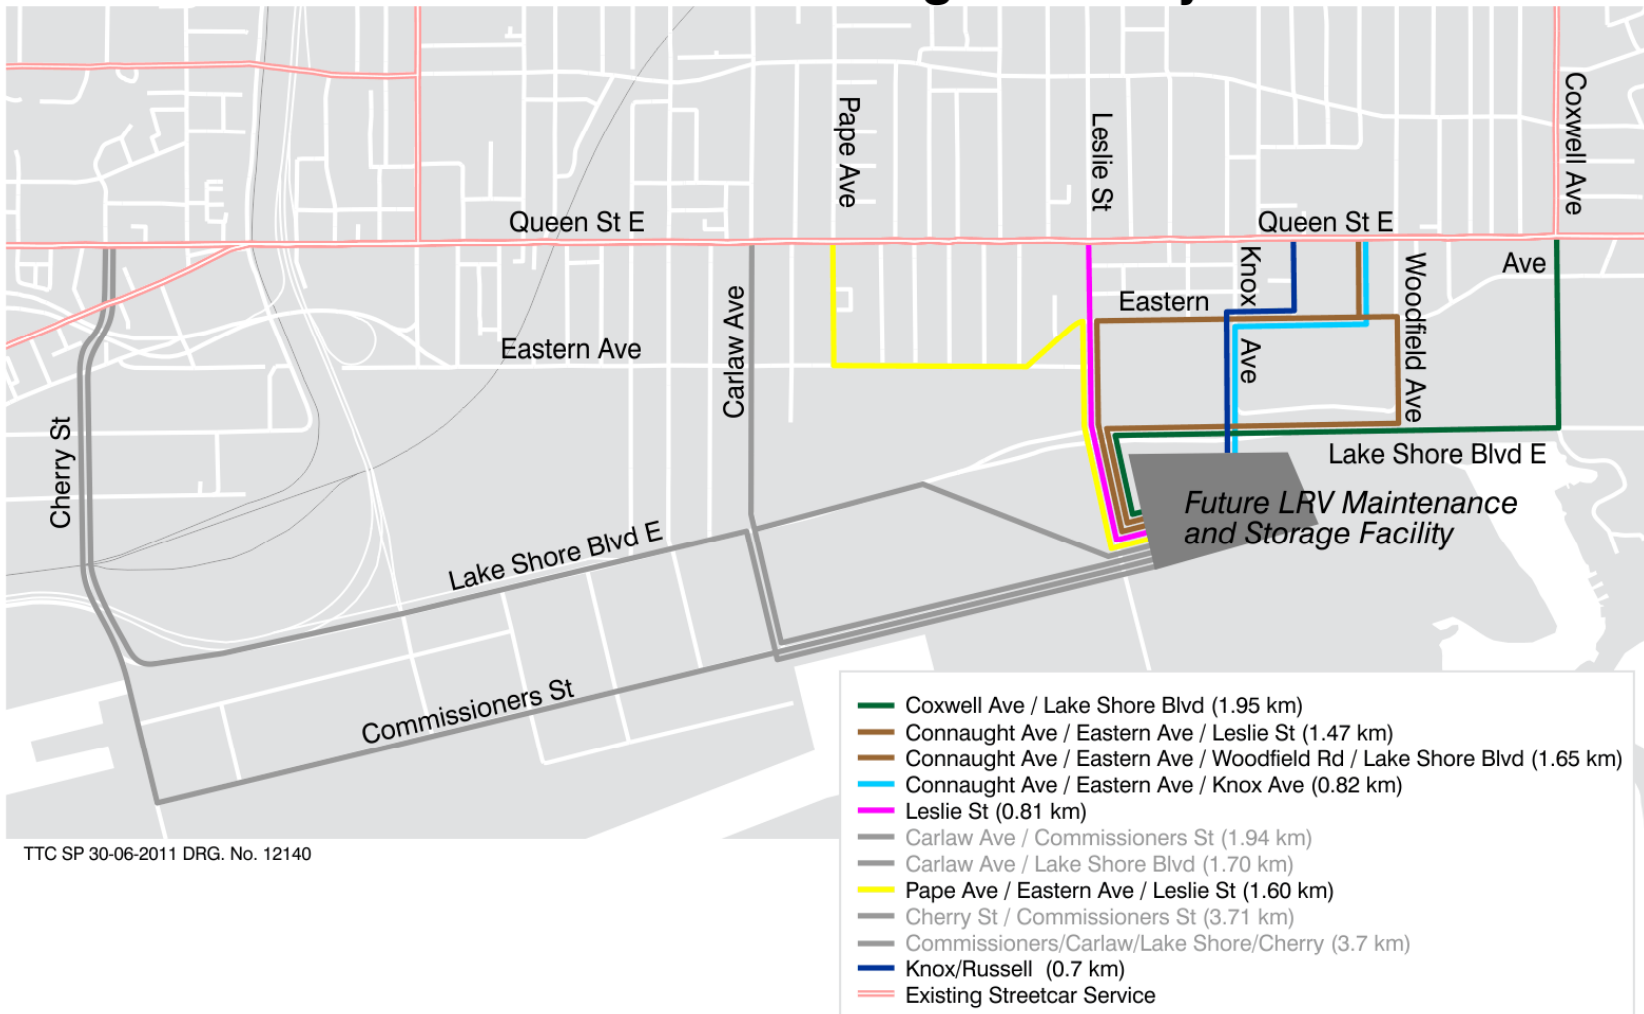 Pape Ave
Leslie St
Coxwell Ave
Queen St E
Queen St E
Knox
Ave
Woodfield Ave
Ave
Eastern
Carlaw Ave
Eastern Ave
Cherry St
Lake Shore Blvd E
Future LRV Maintenance
and Storage Facility
Lake Shore Blvd E
Commissioners St
Coxwell Ave / Lake Shore Blvd (1.95 km)
Connaught Ave / Eastern Ave / Leslie St (1.47 km)
Connaught Ave / Eastern Ave / Woodfield Rd / Lake Shore Blvd (1.65 km)
Connaught Ave / Eastern Ave / Knox Ave (0.82 km)
Leslie St (0.81 km)
Carlaw Ave / Commissioners St (1.94 km)
Carlaw Ave / Lake Shore Blvd (1.70 km)
Pape Ave / Eastern Ave / Leslie St (1.60 km)
Cherry St / Commissioners St (3.71 km)
Commissioners/Carlaw/Lake Shore/Cherry (3.7 km)
Knox/Russell (0.7 km)
Existing Streetcar Service
TTC SP 30-06-2011 DRG. No. 12140